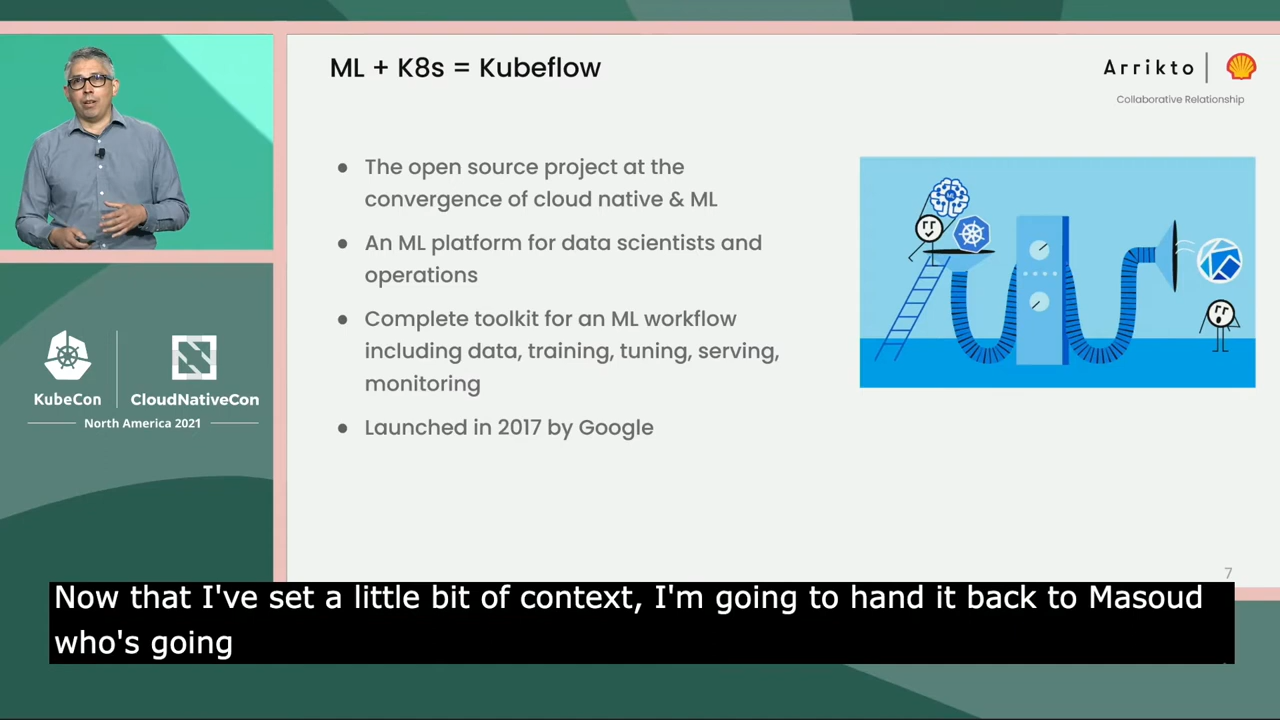 ML + K8s = Kubeflow
Arrikto
Collaborative Relationship
● The open source project at the
convergence of cloud native & ML
● An ML platform for data scientists and
operations
● Complete toolkit for an ML workflow
including data, training, tuning, serving,
monitoring
● Launched in 2017 by Google
ML
KubeCon
CloudNativeCon
North America 2021
7
Now that I've set a little bit of context, I'm going to hand it back to Masoud
who's going